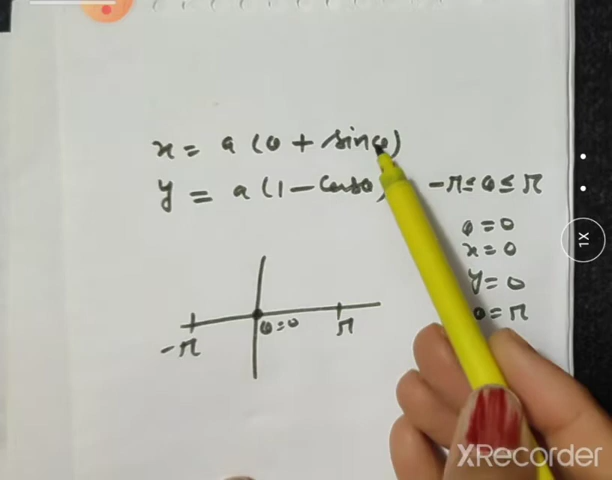 x = a (θ + sinθ)
y = a (1 - cosθ) -π ≤ θ ≤ π
θ = 0
x = 0
y = 0
θ = π
-π θ=0 π
1X
XRecorder